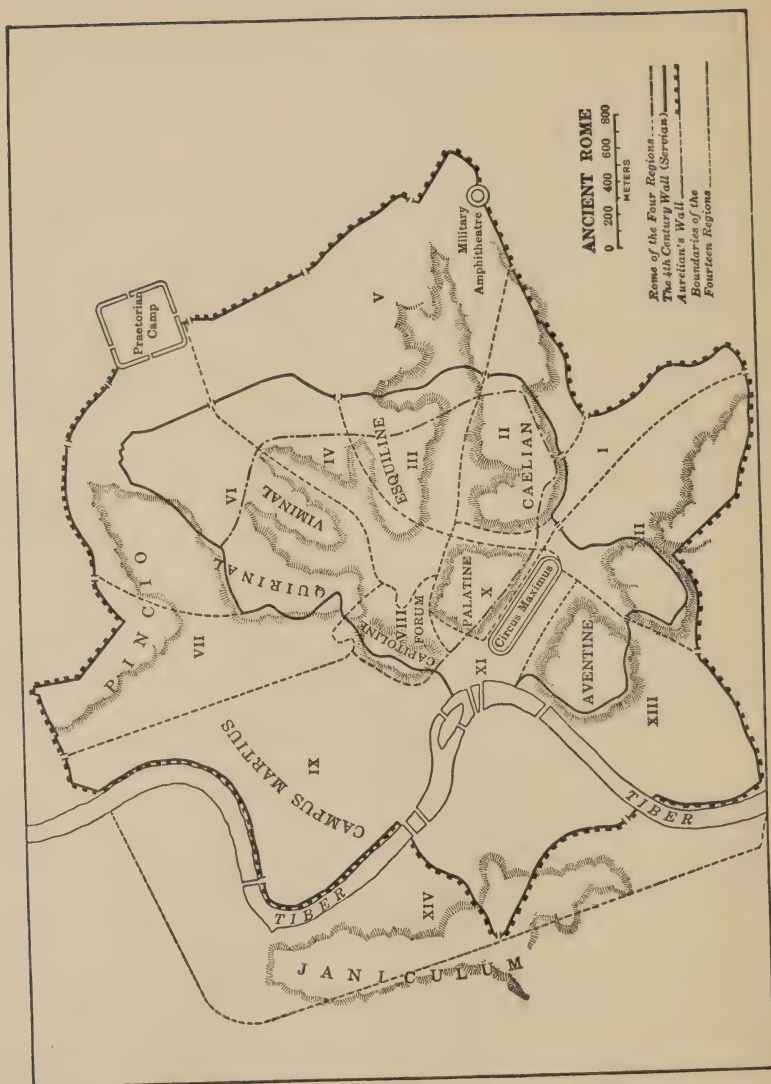 ANCIENT ROME
0 200 400 600 800
METERS
Rome of the Four Regions
The 4th Century Wall (Servian)
Aurelian's Wall
Boundaries of the
Fourteen Regions
Praetorian
Camp
Military
Amphitheatre
PINCIO
VII
VI
QUIRINAL
VIMINAL
IV
ESQUILINE
III
V
II
CAELIAN
I
CAMPUS MARTIUS
IX
CAPITOLINE
VIII
FORUM
PALATINE
X
Circus Maximus
XI
AVENTINE
XIII
XII
TIBER
TIBER
XIV
JANICULUM